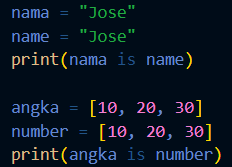 nama = "Jose"
name = "Jose"
print(nama is name)
angka = [10, 20, 30]
number = [10, 20, 30]
print(angka is number)